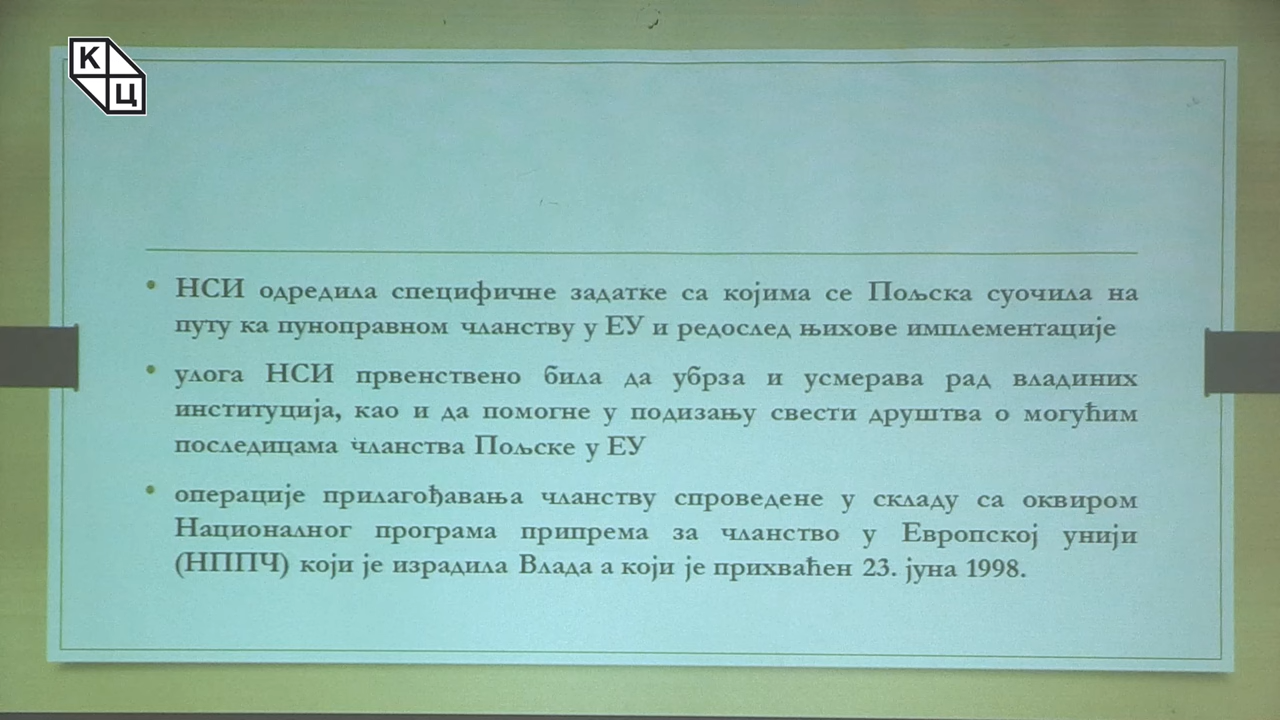 К
Ц
• НСИ одредила специфичне задатке са којима се Пољска суочила на
путу ка пуноправном чланству у ЕУ и редослед њихове имплементације
• улога НСИ првенствено била да убрза и усмерава рад владиних
институција, као и да помогне у подизању свести друштва о могућим
последицама чланства Пољске у ЕУ
• операције прилагођавања чланству спроведене у складу са оквиром
Националног програма припрема за чланство у Европској унији
(НППЧ) који је израдила Влада а који је прихваћен 23. јуна 1998.